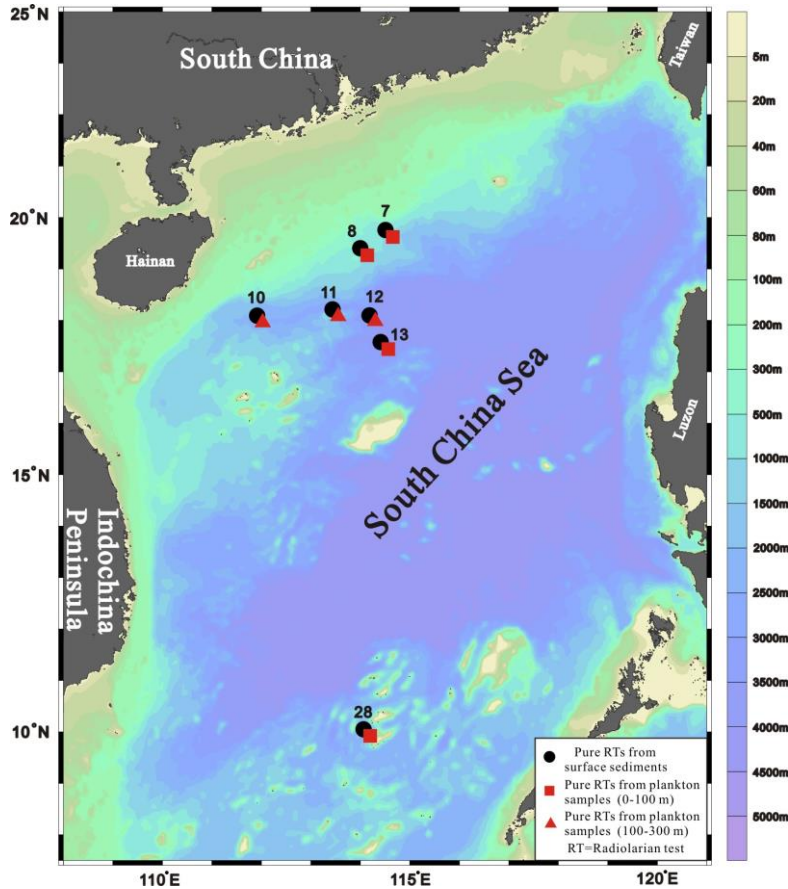 25°N
20°N
15°N
10°N
110°E
115°E
120°E
South China
Taiwan
Hainan
Luzon
Indochina
Peninsula
South China Sea
7
8
10
11
12
13
28
5m
20m
40m
60m
80m
100m
200m
300m
500m
1000m
1500m
2000m
2500m
3000m
3500m
4000m
4500m
5000m
Pure RTs from
surface sediments
Pure RTs from plankton
samples (0-100 m)
Pure RTs from plankton
samples (100-300 m)
RT=Radiolarian test